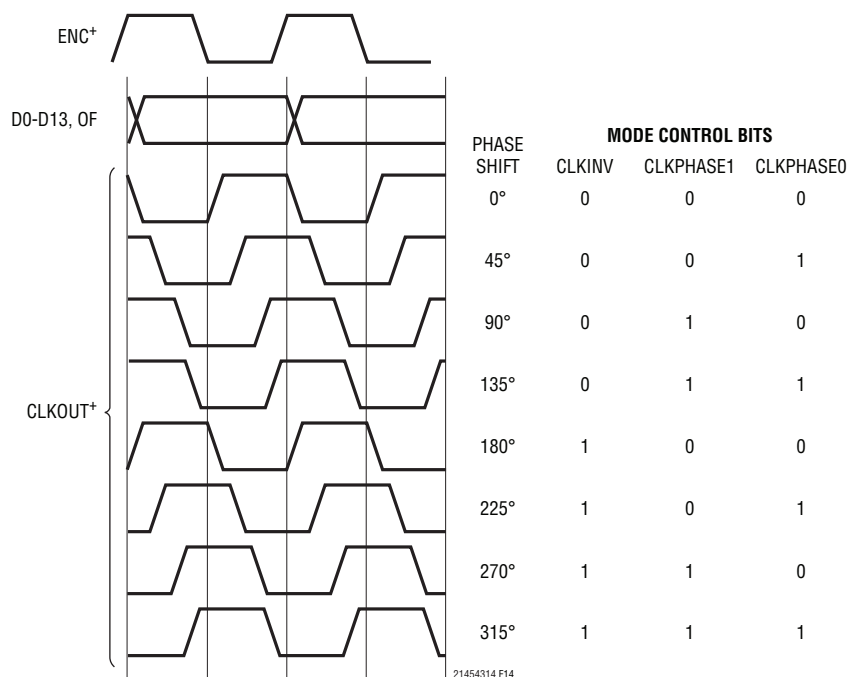 ENC+
D0-D13, OF
MODE CONTROL BITS
PHASE SHIFT CLKINV CLKPHASE1 CLKPHASE0
0° 0 0 0
45° 0 0 1
90° 0 1 0
135° 0 1 1
CLKOUT+
180° 1 0 0
225° 1 0 1
270° 1 1 0
315° 1 1 1
21454314 F14